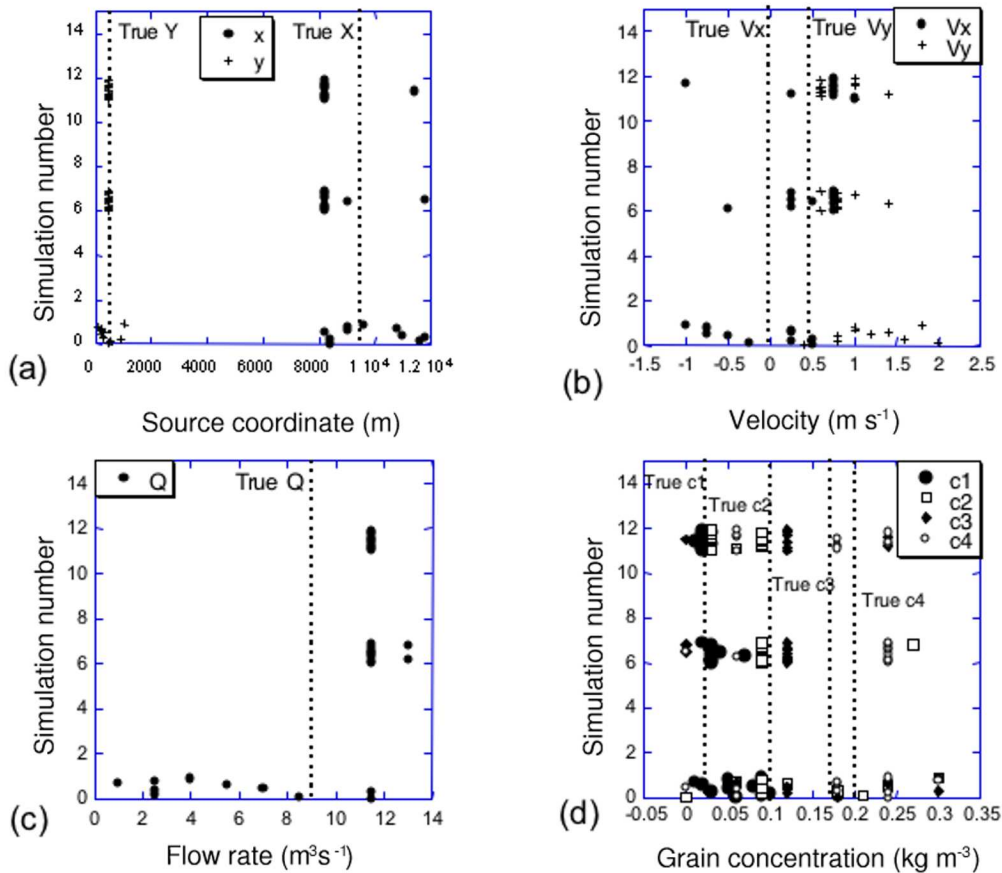 True Y
x
y
True X
14
12
10
8
6
4
2
0
Simulation number
0
2000
4000
6000
8000
1 10⁴
1.2 10⁴
(a)
Source coordinate (m)
True Vx
True Vy
Vx
Vy
14
12
10
8
6
4
2
0
Simulation number
-1.5
-1
-0.5
0
0.5
1
1.5
2
2.5
(b)
Velocity (m s⁻¹)
Q
True Q
14
12
10
8
6
4
2
0
Simulation number
0
2
4
6
8
10
12
14
(c)
Flow rate (m³s⁻¹)
True c1
True c2
True c3
True c4
c1
c2
c3
c4
14
12
10
8
6
4
2
0
Simulation number
-0.05
0
0.05
0.1
0.15
0.2
0.25
0.3
0.35
(d)
Grain concentration (kg m⁻³)